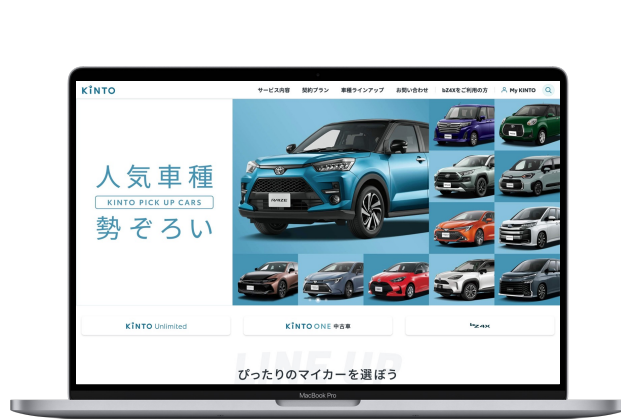 KINTO
サービス内容 契約プラン 車種ラインアップ お問い合わせ bZ4Xをご利用の方 My KINTO
人気車種
KINTO PICK UP CARS
勢ぞろい
KINTO Unlimited
KINTO ONE 中古車
bZ4X
LINE UP
ぴったりのマイカーを選ぼう
MacBook Pro